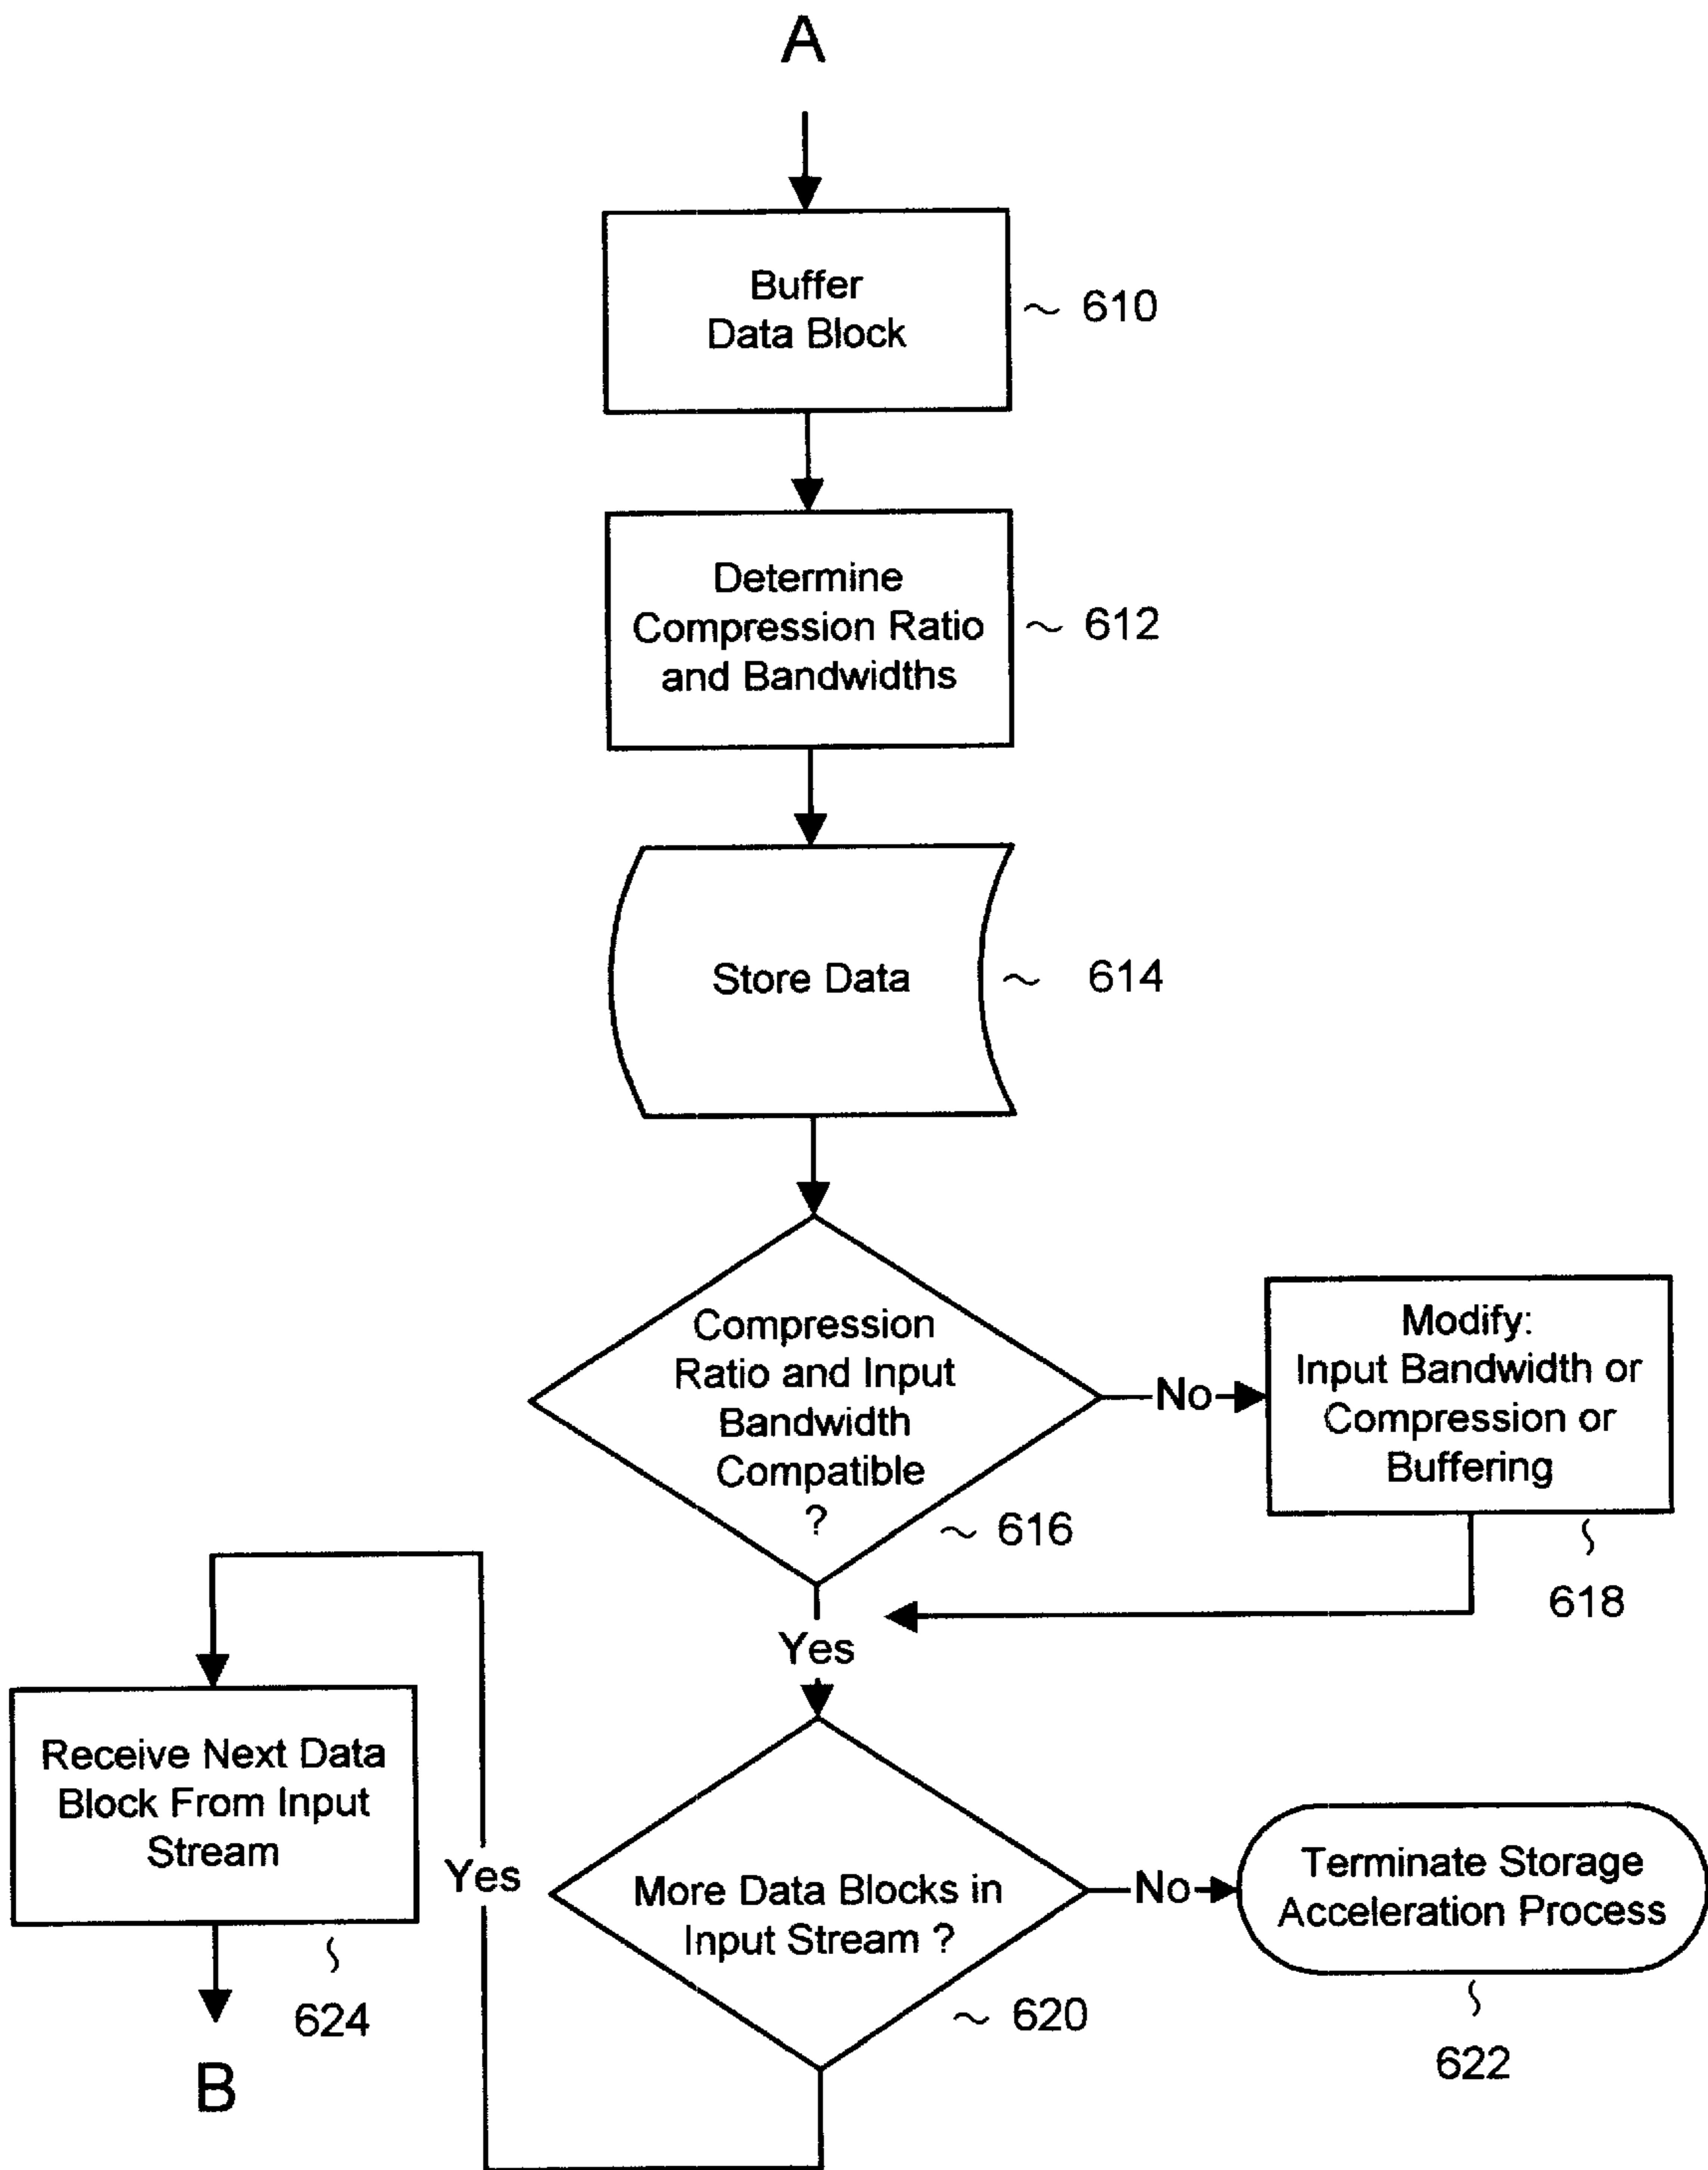 A
Buffer
Data Block
~ 610
Determine
Compression Ratio
and Bandwidths
~ 612
Store Data
~ 614
Compression
Ratio and Input
Bandwidth
Compatible
?
~ 616
No
Modify:
Input Bandwidth or
Compression or
Buffering
618
Yes
More Data Blocks in
Input Stream ?
~ 620
No
Terminate Storage
Acceleration Process
622
Yes
Receive Next Data
Block From Input
Stream
624
B